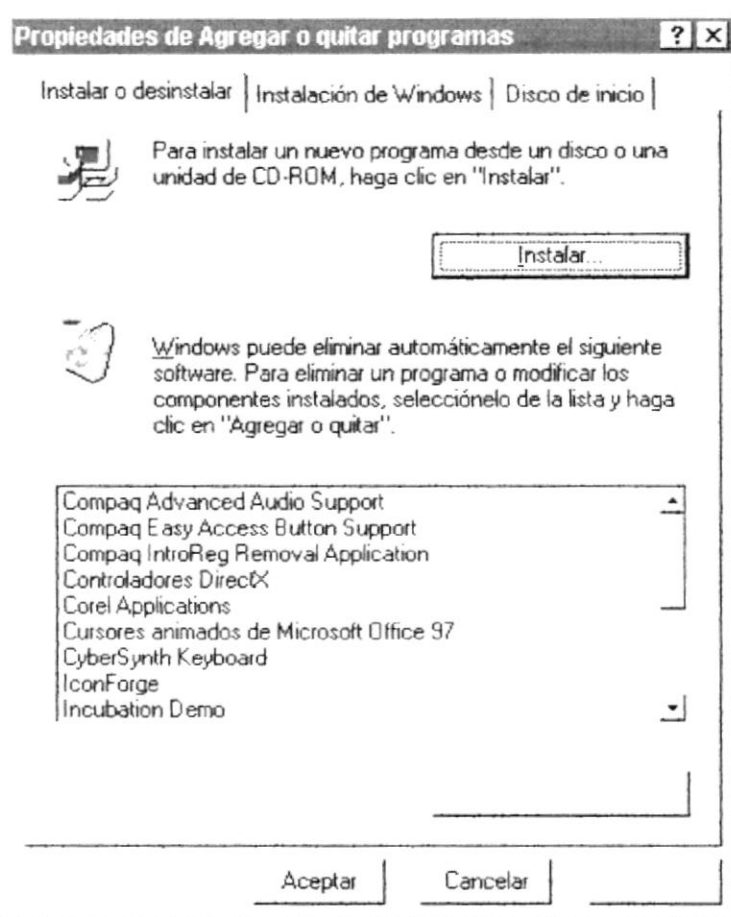 Propiedades de Agregar o quitar programas
Instalar o desinstalar Instalación de Windows Disco de inicio
Para instalar un nuevo programa desde un disco o una
unidad de CD-ROM, haga clic en "Instalar".
Instalar...
Windows puede eliminar automáticamente el siguiente
software. Para eliminar un programa o modificar los
componentes instalados, selecciónelo de la lista y haga
clic en "Agregar o quitar".
Compaq Advanced Audio Support
Compaq Easy Access Button Support
Compaq IntroReg Removal Application
Controladores DirectX
Corel Applications
Cursores animados de Microsoft Office 97
CyberSynth Keyboard
IconForge
Incubation Demo
Aceptar Cancelar